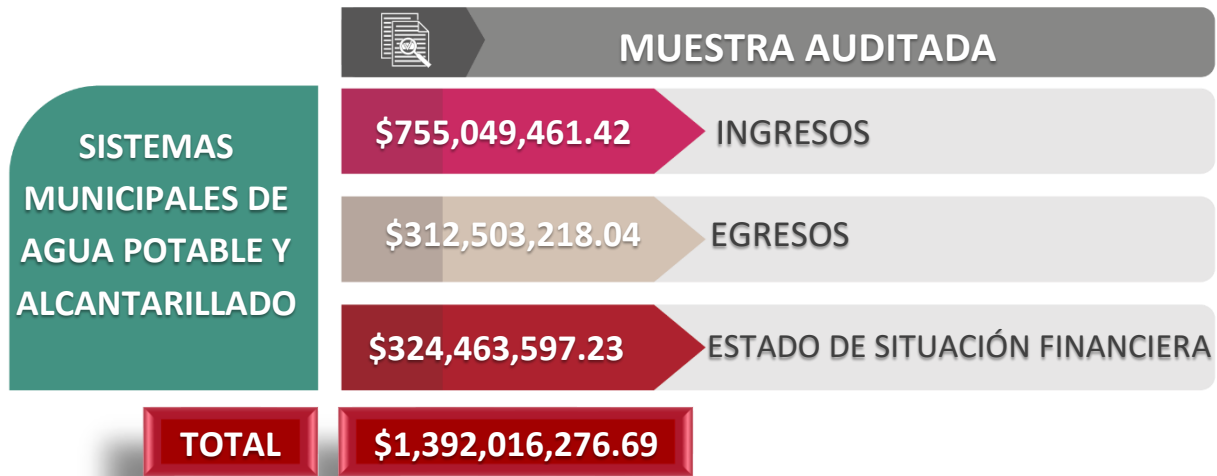 MUESTRA AUDITADA
SISTEMAS
MUNICIPALES DE
AGUA POTABLE Y
ALCANTARILLADO
$755,049,461.42 INGRESOS
$312,503,218.04 EGRESOS
$324,463,597.23 ESTADO DE SITUACIÓN FINANCIERA
TOTAL $1,392,016,276.69